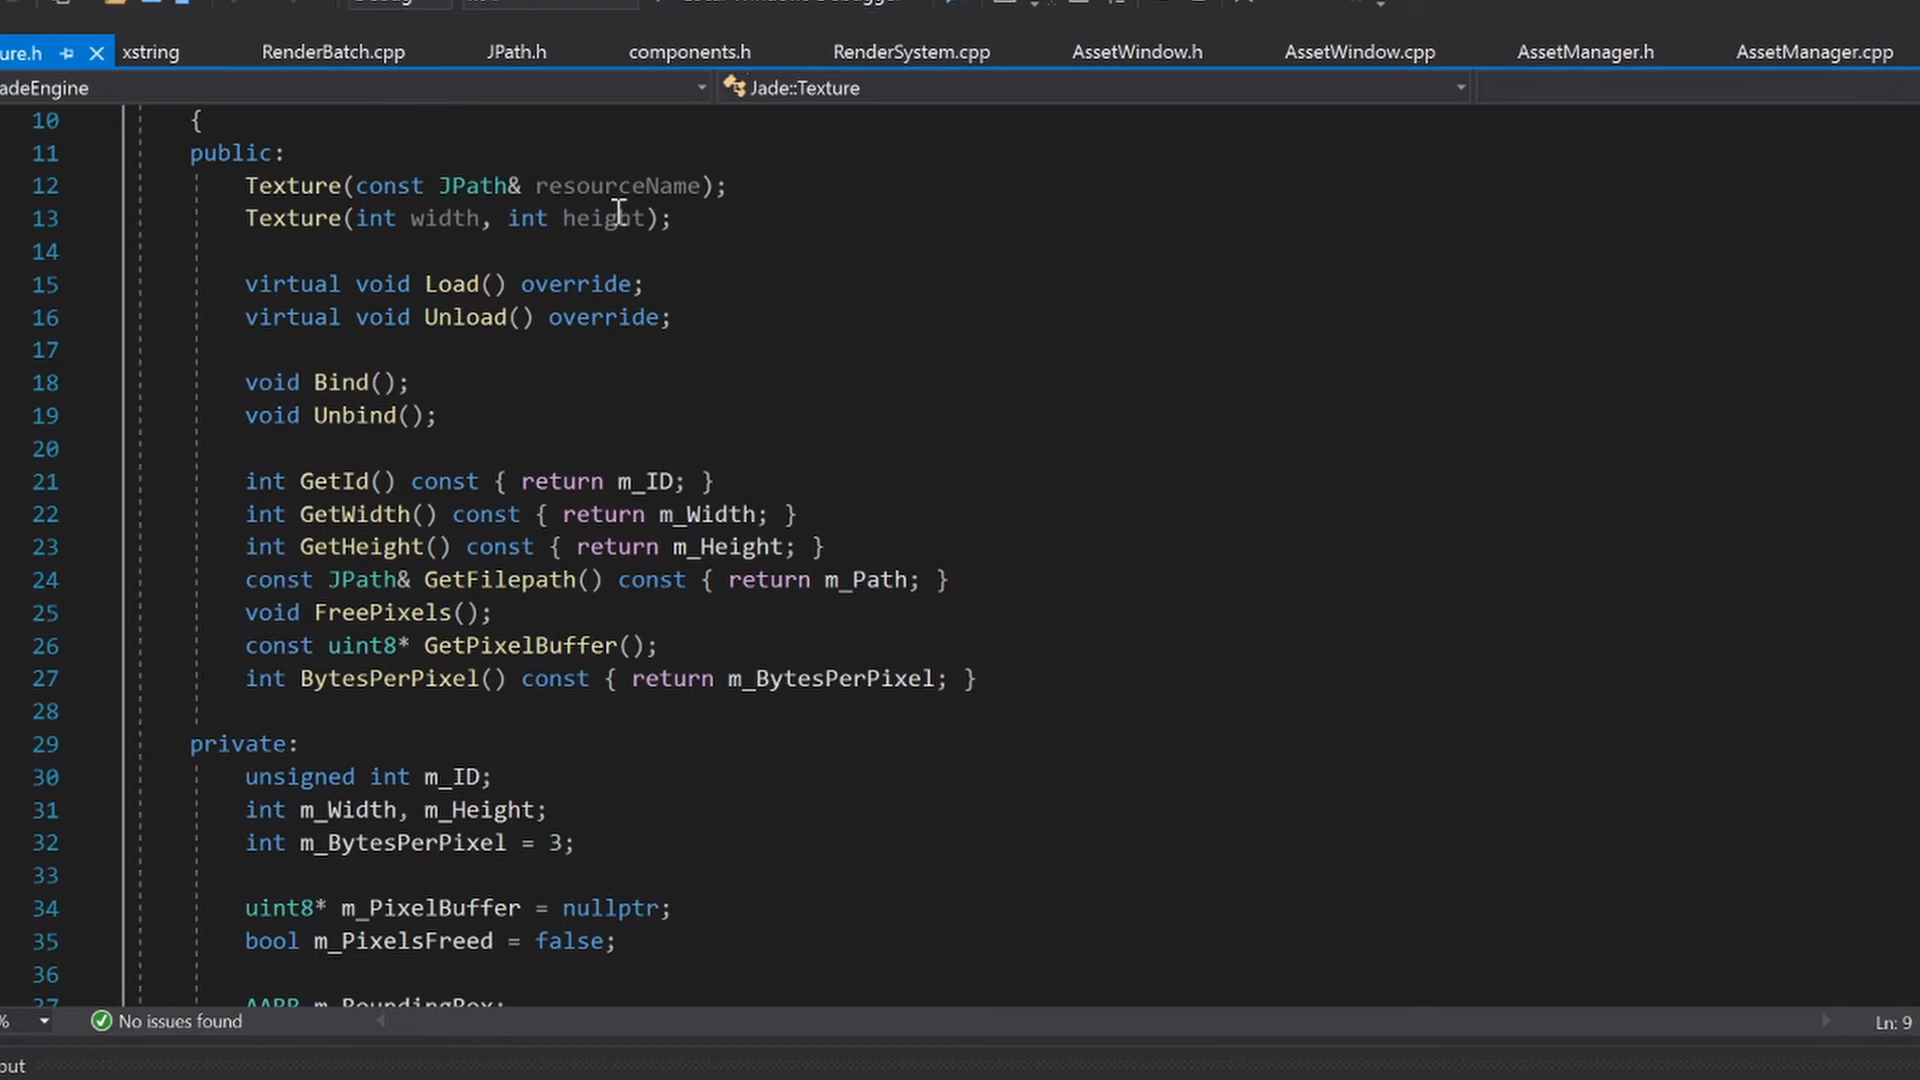 ure.h xstring RenderBatch.cpp JPath.h components.h RenderSystem.cpp AssetWindow.h AssetWindow.cpp AssetManager.h AssetManager.cpp
adeEngine Jade::Texture
10 {
11 public:
12 Texture(const JPath& resourceName);
13 Texture(int width, int height);
14
15 virtual void Load() override;
16 virtual void Unload() override;
17
18 void Bind();
19 void Unbind();
20
21 int GetId() const { return m_ID; }
22 int GetWidth() const { return m_Width; }
23 int GetHeight() const { return m_Height; }
24 const JPath& GetFilepath() const { return m_Path; }
25 void FreePixels();
26 const uint8* GetPixelBuffer();
27 int BytesPerPixel() const { return m_BytesPerPixel; }
28
29 private:
30 unsigned int m_ID;
31 int m_Width, m_Height;
32 int m_BytesPerPixel = 3;
33
34 uint8* m_PixelBuffer = nullptr;
35 bool m_PixelsFreed = false;
36
37 AABB m_BoundingBox;
% No issues found Ln: 9
put